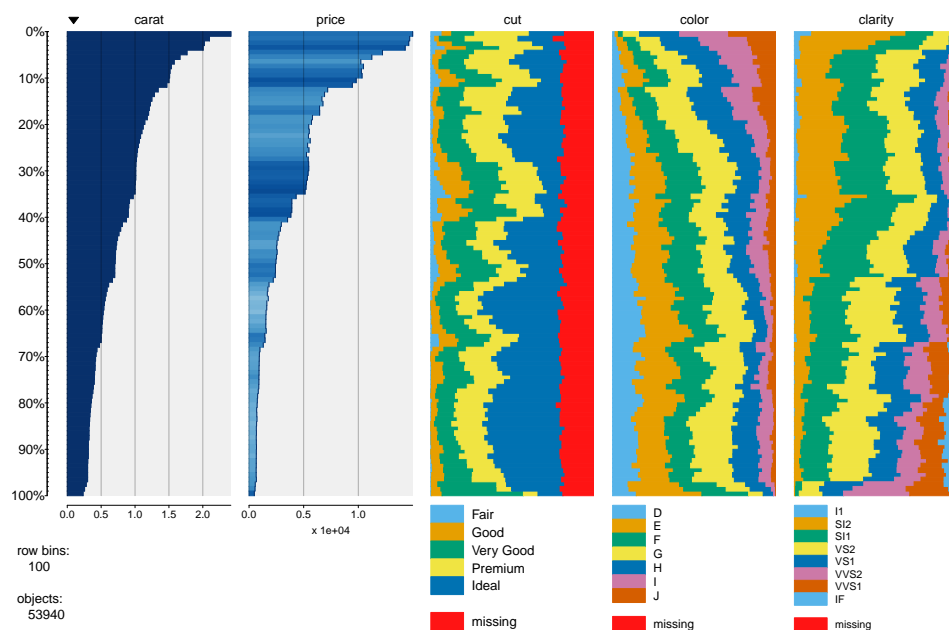 carat price cut color clarity
0%
10%
20%
30%
40%
50%
60%
70%
80%
90%
100%
0.0 0.5 1.0 1.5 2.0 0.0 0.5 1.0
x 1e+04
Fair
Good
Very Good
Premium
Ideal
missing
D
E
F
G
H
I
J
missing
I1
SI2
SI1
VS2
VS1
VVS2
VVS1
IF
missing
row bins:
100
objects:
53940